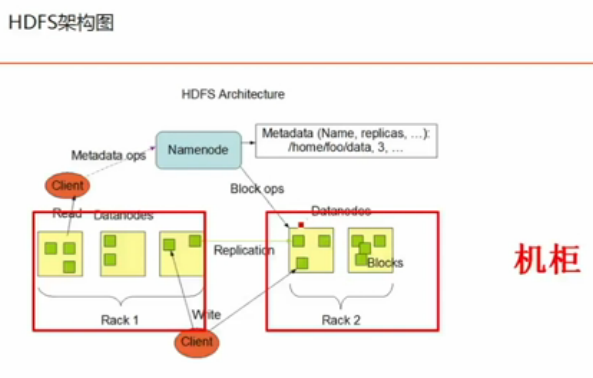 HDFS架构图
HDFS Architecture
Metadata (Name, replicas, ...):
/home/foo/data, 3, ...
Namenode
Metadata ops
Client
Block ops
Read
Datanodes
Datanodes
Replication
Blocks
机柜
Rack 1
Write
Rack 2
Client